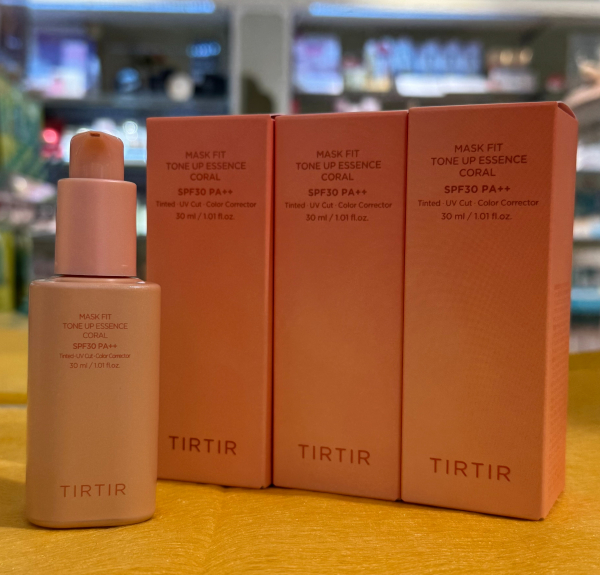 MASK FIT
TONE UP ESSENCE
CORAL
SPF30 PA++
Tinted · UV Cut · Color Corrector
30 ml / 1.01 fl.oz.
TIRTIR
MASK FIT
TONE UP ESSENCE
CORAL
SPF30 PA++
Tinted · UV Cut · Color Corrector
30 ml / 1.01 fl.oz.
TIRTIR
MASK FIT
TONE UP ESSENCE
CORAL
SPF30 PA++
Tinted · UV Cut · Color Corrector
30 ml / 1.01 fl.oz.
TIRTIR
MASK FIT
TONE UP ESSENCE
CORAL
SPF30 PA++
Tinted · UV Cut · Color Corrector
30 ml / 1.01 fl.oz.
TIRTIR